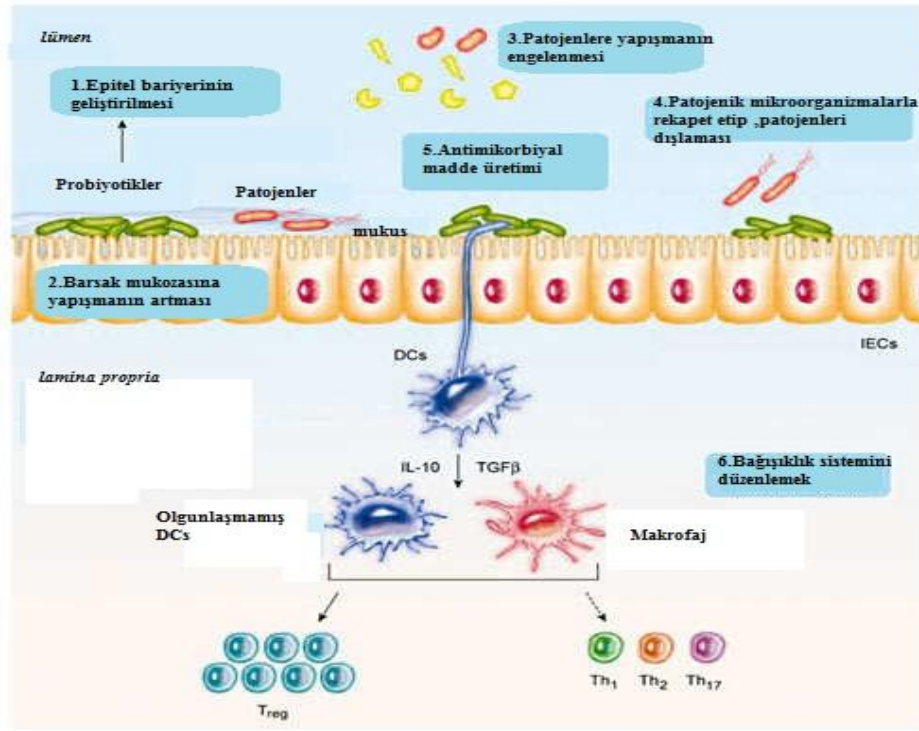 lümen
1.Epitel bariyerinin
geliştirilmesi
3.Patojenlere yapışmanın
engelenmesi
4.Patojenik mikroorganizmalarla
rekapet etip ,patojenleri
dışlaması
5.Antimikorbiyal
madde üretimi
Probiyotikler
Patojenler
mukus
2.Barsak mukozasına
yapışmanın artması
DCs
IECs
lamina propria
IL-10
TGFβ
6.Bağışıklık sistemini
düzenlemek
Olgunlaşmamış
DCs
Makrofaj
Treg
Th1
Th2
Th17